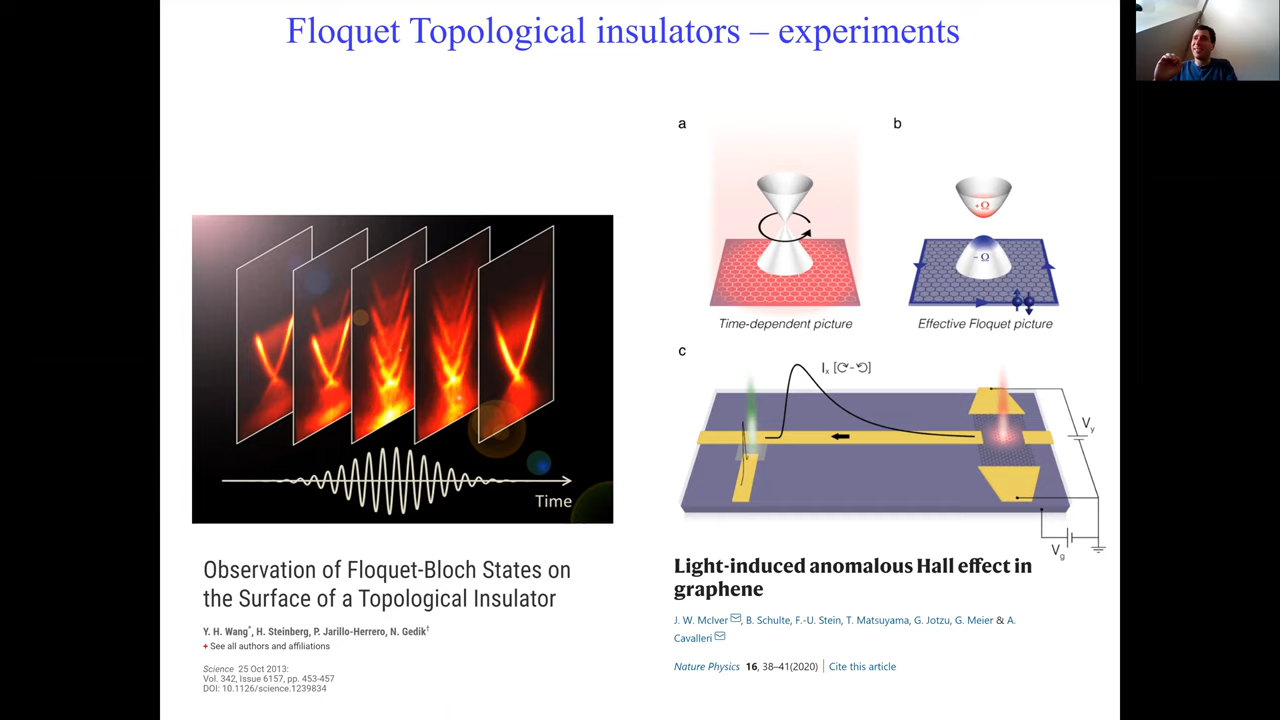 Floquet Topological insulators – experiments
a
b
+Ω
-Ω
Time-dependent picture
Effective Floquet picture
c
Iₓ [↻-↺]
V_y
V_g
Time
Observation of Floquet-Bloch States on
the Surface of a Topological Insulator
Y. H. Wang*, H. Steinberg, P. Jarillo-Herrero, N. Gedik†
+ See all authors and affiliations
Science 25 Oct 2013:
Vol. 342, Issue 6157, pp. 453-457
DOI: 10.1126/science.1239834
Light-induced anomalous Hall effect in
graphene
J. W. McIver, B. Schulte, F.-U. Stein, T. Matsuyama, G. Jotzu, G. Meier & A.
Cavalleri
Nature Physics 16, 38–41(2020) | Cite this article